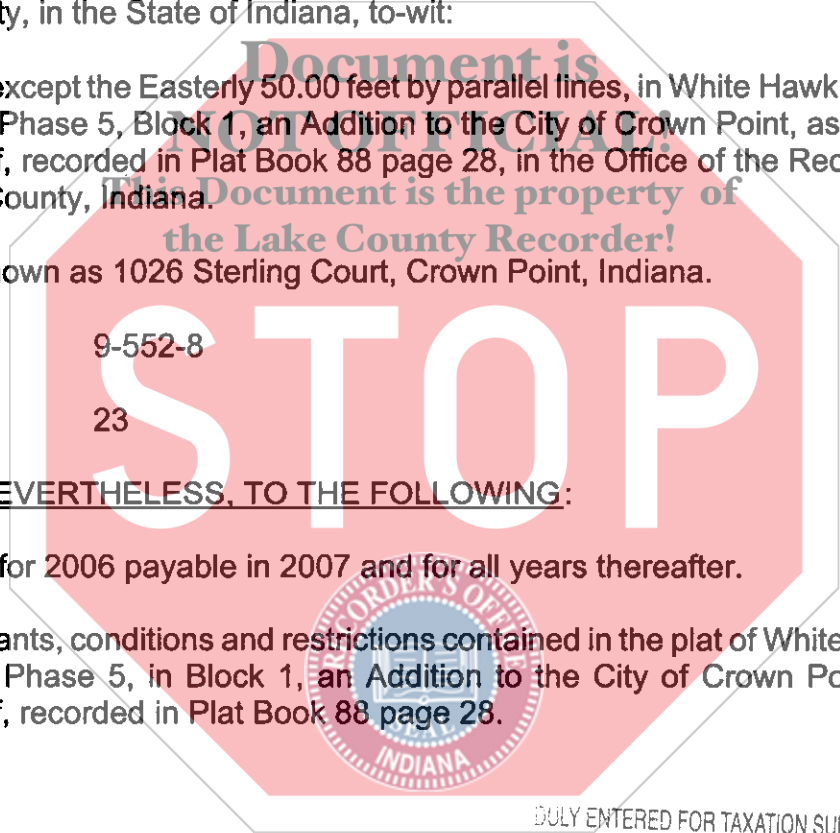 ty, in the State of Indiana, to-wit:
Document is
except the Easterly 50.00 feet by parallel lines, in White Hawk
NOT OFFICIAL!
Phase 5, Block 1, an Addition to the City of Crown Point, as
f, recorded in Plat Book 88 page 28, in the Office of the Rec
This Document is the property of
County, Indiana.
the Lake County Recorder!
own as 1026 Sterling Court, Crown Point, Indiana.
9-552-8
STOP
23
EVERTHELESS, TO THE FOLLOWING:
for 2006 payable in 2007 and for all years thereafter.
RECORDER'S OFFICE
ants, conditions and restrictions contained in the plat of White
Phase 5, in Block 1, an Addition to the City of Crown Po
f, recorded in Plat Book 88 page 28.
SEAL
INDIANA
DULY ENTERED FOR TAXATION SU